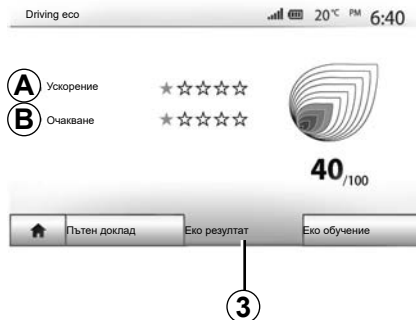 Driving eco 20°C PM 6:40
A Ускорение
B Очакване
40/100
Пътен доклад Еко резултат Еко обучение
3